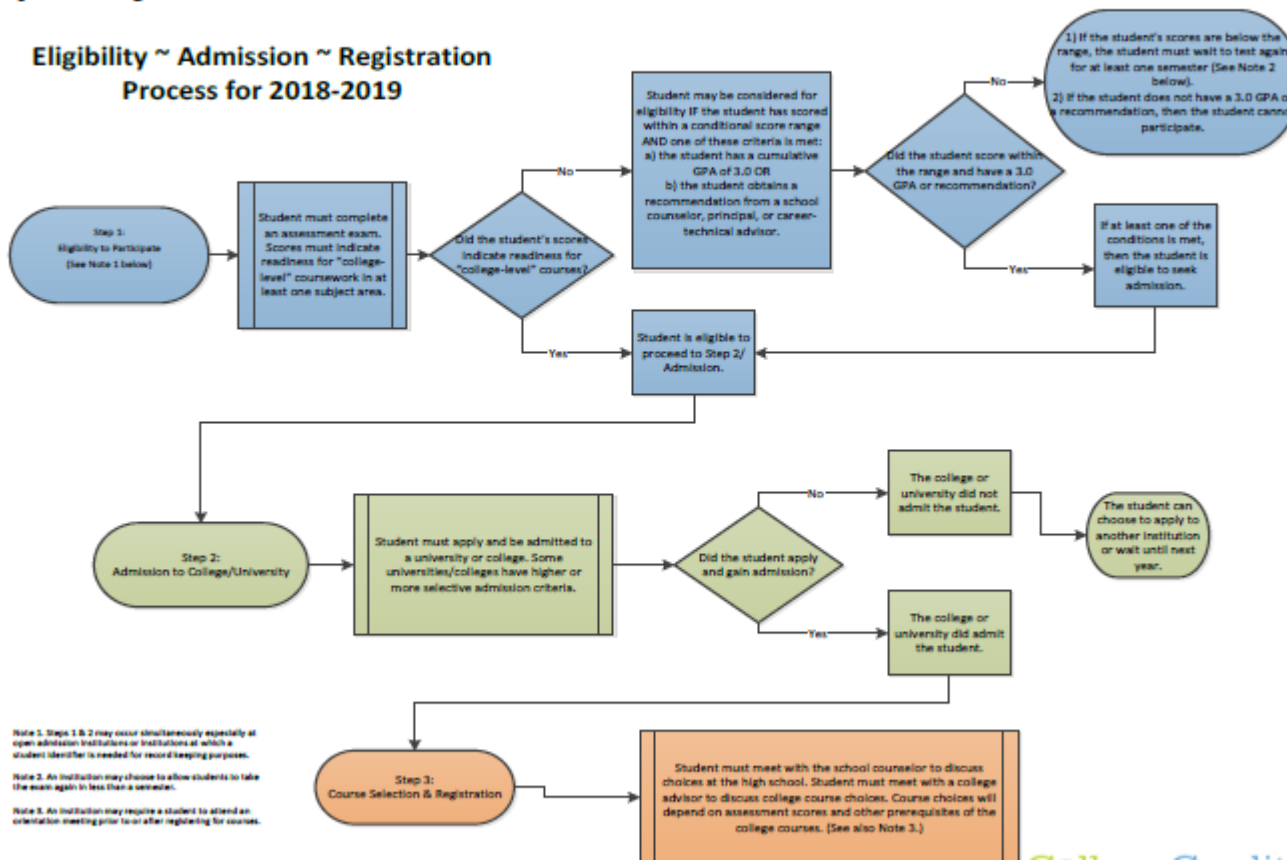 Eligibility ~ Admission ~ Registration
Process for 2018-2019
Step 1:
Eligibility to Participate
(See Note 1 below)
Student must complete
an assessment exam.
Scores must indicate
readiness for "college-
level" coursework in at
least one subject area.
Did the student's scores
indicate readiness for
"college-level" courses?
No
Student may be considered for
eligibility IF the student has scored
within a conditional score range
AND one of these criteria is met:
a) the student has a cumulative
GPA of 3.0 OR
b) the student obtains a
recommendation from a school
counselor, principal, or career-
technical advisor.
Did the student score within
the range and have a 3.0
GPA or recommendation?
No
1) If the student's scores are below the
range, the student must wait to test again
for at least one semester (See Note 2
below).
2) If the student does not have a 3.0 GPA o
a recommendation, then the student canno
participate.
Yes
If at least one of the
conditions is met,
then the student is
eligible to seek
admission.
Yes
Student is eligible to
proceed to Step 2/
Admission.
Step 2:
Admission to College/University
Student must apply and be admitted to
a university or college. Some
universities/colleges have higher or
more selective admission criteria.
Did the student apply
and gain admission?
No
The college or
university did not
admit the student.
The student can
choose to apply to
another institution
or wait until next
year.
Yes
The college or
university did admit
the student.
Note 1. Steps 1 & 2 may occur simultaneously especially at
open admission institutions or institutions at which a
student identifier is needed for record keeping purposes.
Note 2. An institution may choose to allow students to take
the exam again in less than a semester.
Note 3. An institution may require a student to attend an
orientation meeting prior to or after registering for courses.
Step 3:
Course Selection & Registration
Student must meet with the school counselor to discuss
choices at the high school. Student must meet with a college
advisor to discuss college course choices. Course choices will
depend on assessment scores and other prerequisites of the
college courses. (See also Note 3.)